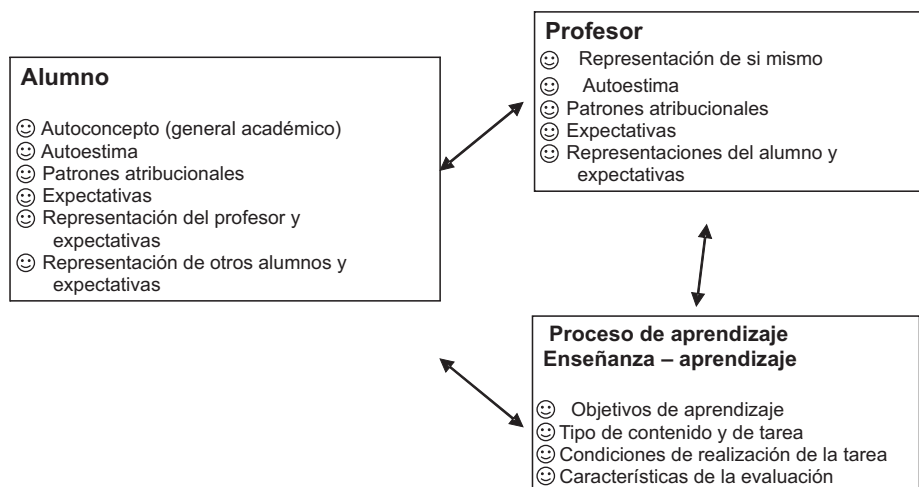 Alumno
Autoconcepto (general académico)
Autoestima
Patrones atribucionales
Expectativas
Representación del profesor y
expectativas
Representación de otros alumnos y
expectativas
Profesor
Representación de si mismo
Autoestima
Patrones atribucionales
Expectativas
Representaciones del alumno y
expectativas
Proceso de aprendizaje
Enseñanza – aprendizaje
Objetivos de aprendizaje
Tipo de contenido y de tarea
Condiciones de realización de la tarea
Características de la evaluación